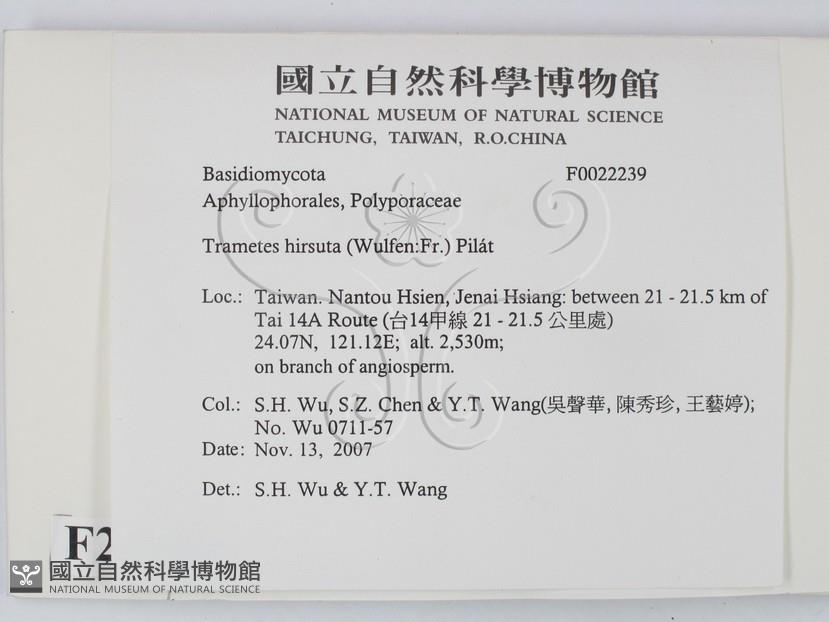 國立自然科學博物館
NATIONAL MUSEUM OF NATURAL SCIENCE
TAICHUNG, TAIWAN, R.O.CHINA
Basidiomycota F0022239
Aphyllophorales, Polyporaceae
Trametes hirsuta (Wulfen:Fr.) Pilát
Loc.: Taiwan. Nantou Hsien, Jenai Hsiang: between 21 - 21.5 km of
Tai 14A Route (台14甲線 21 - 21.5 公里處)
24.07N, 121.12E; alt. 2,530m;
on branch of angiosperm.
Col.: S.H. Wu, S.Z. Chen & Y.T. Wang(吳聲華, 陳秀珍, 王藝婷);
No. Wu 0711-57
Date: Nov. 13, 2007
Det.: S.H. Wu & Y.T. Wang
F2
國立自然科學博物館
NATIONAL MUSEUM OF NATURAL SCIENCE